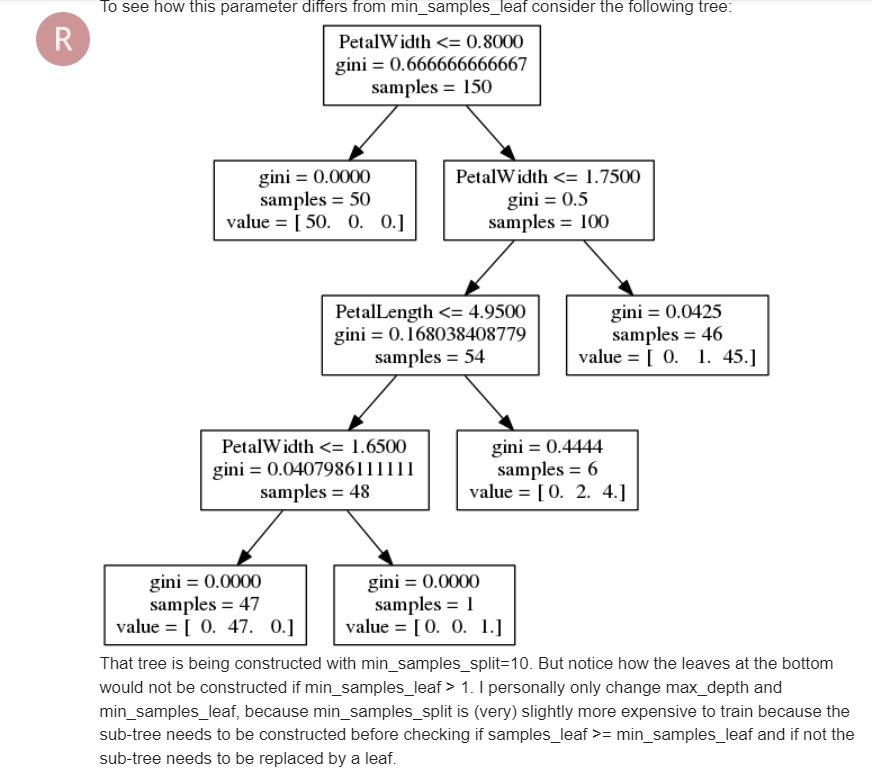 To see how this parameter differs from min_samples_leaf consider the following tree:
R
PetalWidth <= 0.8000
gini = 0.666666666667
samples = 150
gini = 0.0000
samples = 50
value = [ 50. 0. 0.]
PetalWidth <= 1.7500
gini = 0.5
samples = 100
PetalLength <= 4.9500
gini = 0.168038408779
samples = 54
gini = 0.0425
samples = 46
value = [ 0. 1. 45.]
PetalWidth <= 1.6500
gini = 0.0407986111111
samples = 48
gini = 0.4444
samples = 6
value = [ 0. 2. 4.]
gini = 0.0000
samples = 47
value = [ 0. 47. 0.]
gini = 0.0000
samples = 1
value = [ 0. 0. 1.]
That tree is being constructed with min_samples_split=10. But notice how the leaves at the bottom
would not be constructed if min_samples_leaf > 1. I personally only change max_depth and
min_samples_leaf, because min_samples_split is (very) slightly more expensive to train because the
sub-tree needs to be constructed before checking if samples_leaf >= min_samples_leaf and if not the
sub-tree needs to be replaced by a leaf.